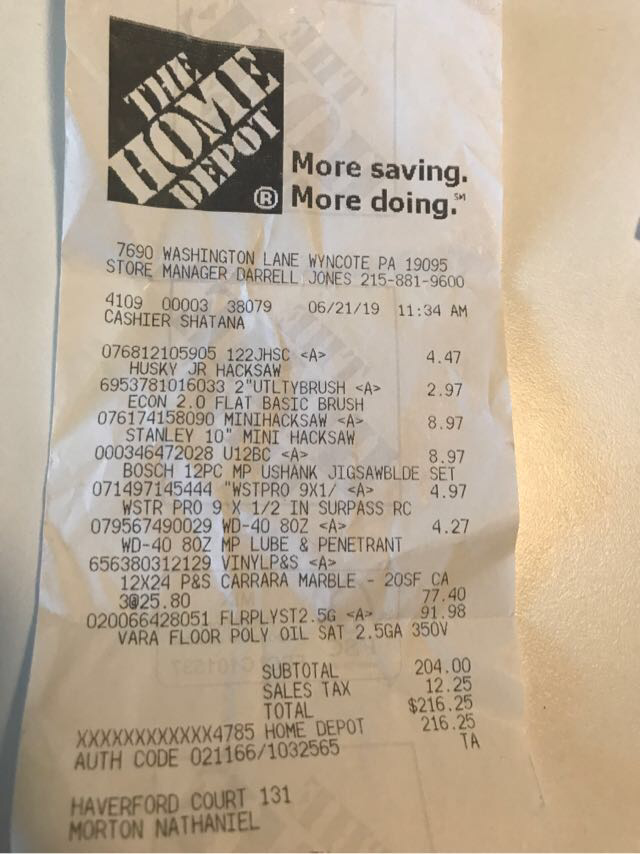 THE
HOME
DEPOT
®
More saving.
More doing.℠
7690 WASHINGTON LANE WYNCOTE PA 19095
STORE MANAGER DARRELL JONES 215-881-9600
4109 00003 38079 06/21/19 11:34 AM
CASHIER SHATANA
076812105905 122JHSC <A> 4.47
HUSKY JR HACKSAW
6953781016033 2"UTLTYBRUSH <A> 2.97
ECON 2.0 FLAT BASIC BRUSH
076174158090 MINIHACKSAW <A> 8.97
STANLEY 10" MINI HACKSAW
000346472028 U12BC <A> 8.97
BOSCH 12PC MP USHANK JIGSAWBLDE SET
071497145444 "WSTPRO 9X1/ <A> 4.97
WSTR PRO 9 X 1/2 IN SURPASS RC
079567490029 WD-40 8OZ <A> 4.27
WD-40 8OZ MP LUBE & PENETRANT
656380312129 VINYLP&S <A>
12X24 P&S CARRARA MARBLE - 20SF CA
3@25.80 77.40
020066428051 FLRPLYST2.5G <A> 91.98
VARA FLOOR POLY OIL SAT 2.5GA 350V
SUBTOTAL 204.00
SALES TAX 12.25
TOTAL $216.25
XXXXXXXXXXXX4785 HOME DEPOT 216.25
AUTH CODE 021166/1032565 TA
HAVERFORD COURT 131
MORTON NATHANIEL